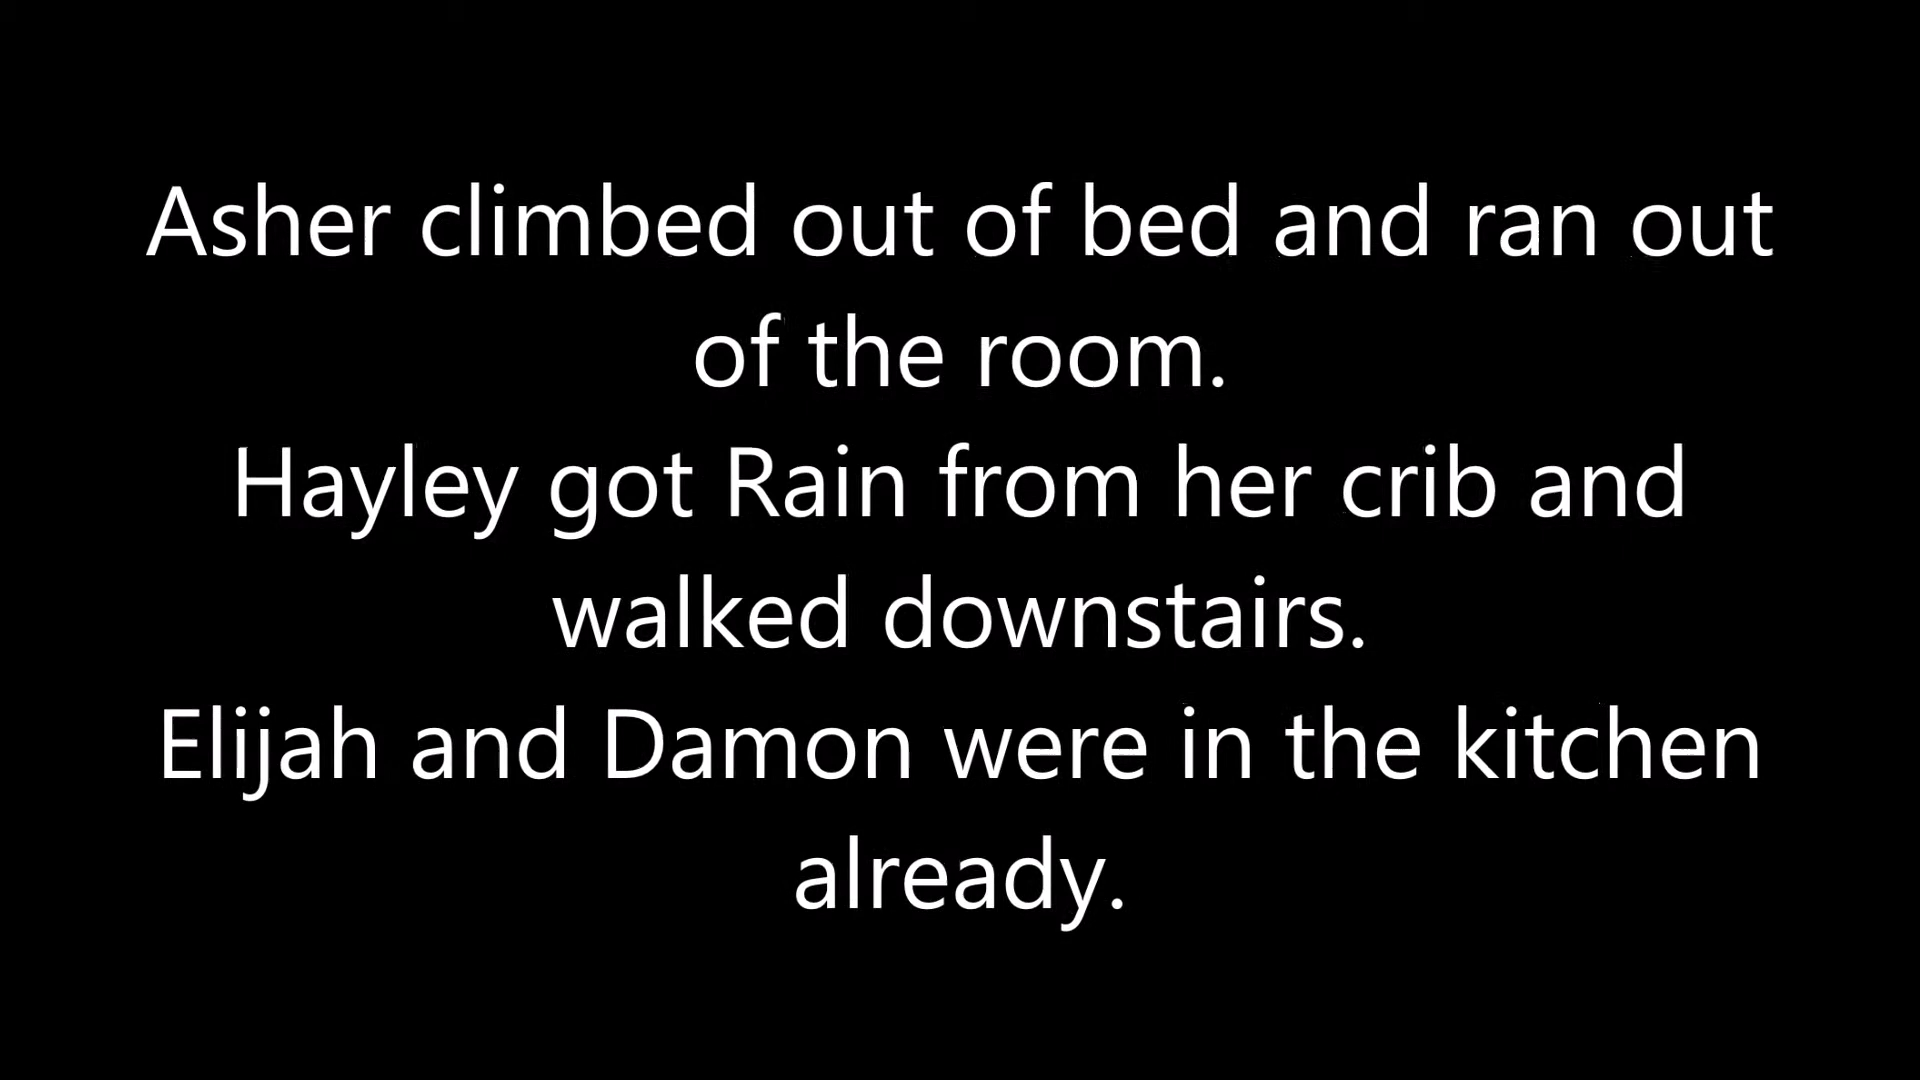 Asher climbed out of bed and ran out
of the room.
Hayley got Rain from her crib and
walked downstairs.
Elijah and Damon were in the kitchen
already.